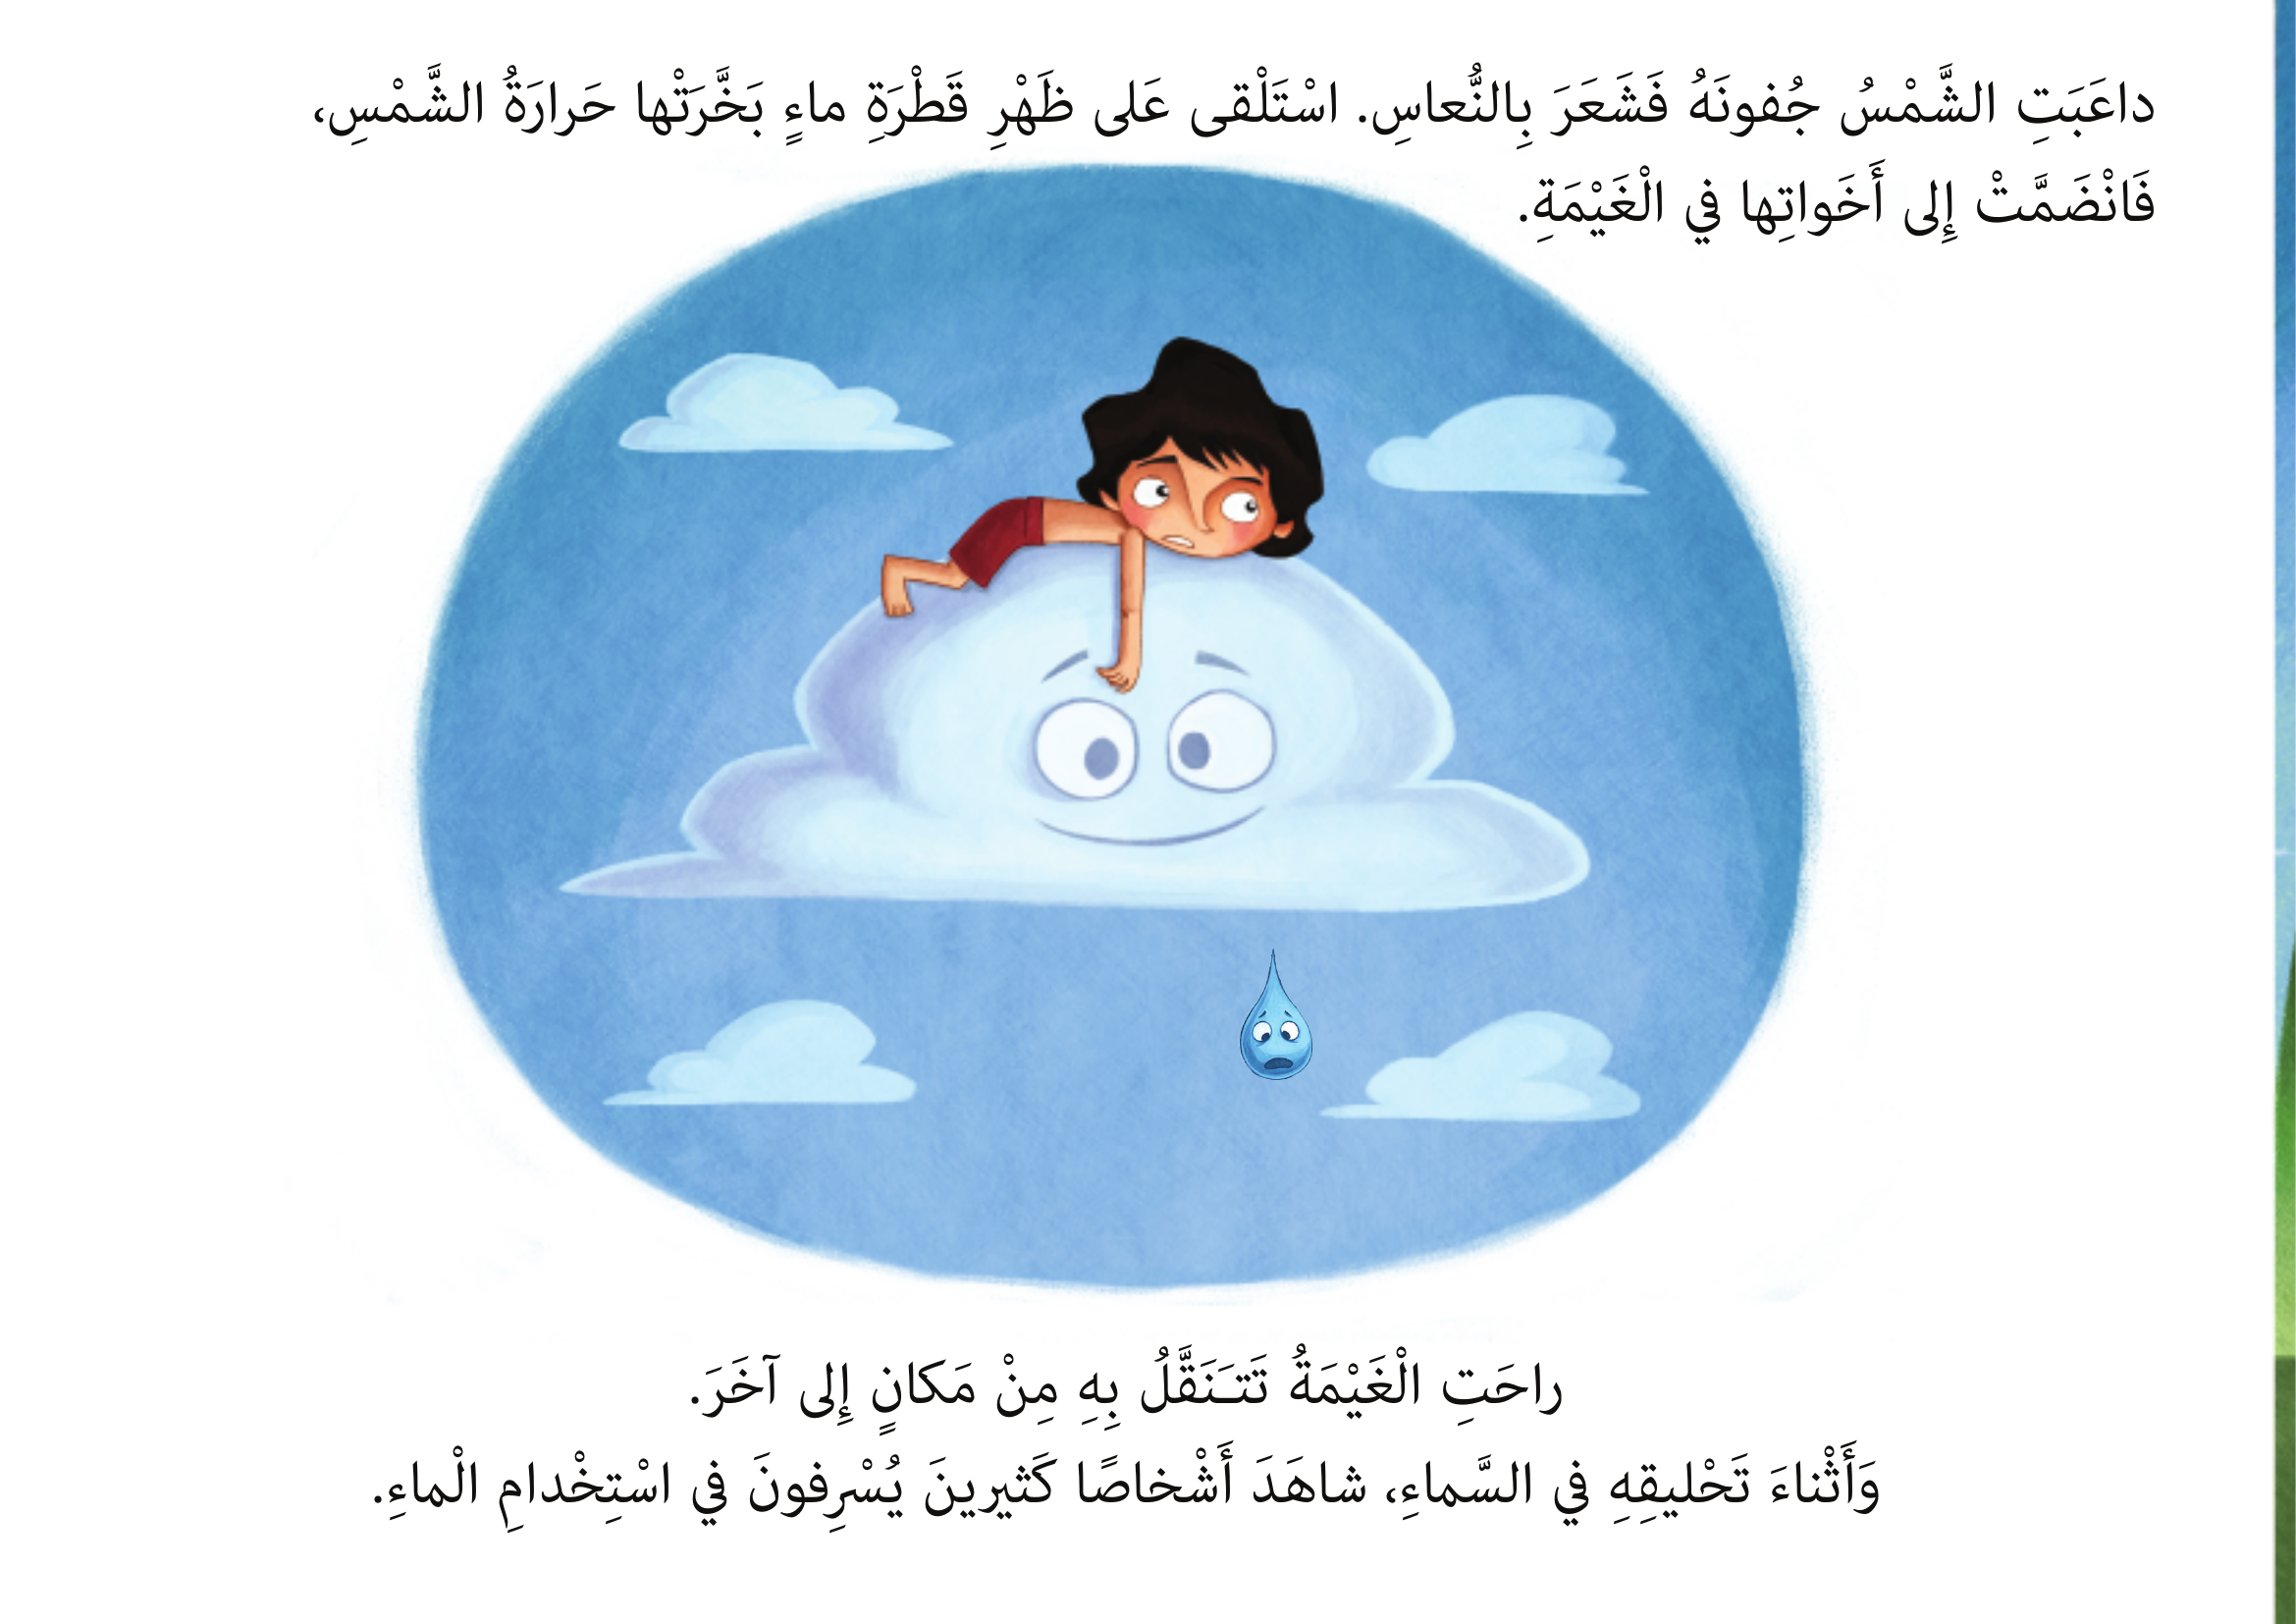 داعَبَتِ الشَّمْسُ جُفونَهُ فَشَعَرَ بِالنُّعاسِ. اسْتَلْقى عَلى ظَهْرِ قَطْرَةِ ماءٍ بَخَّرَتْها حَرارَةُ الشَّمْسِ،
فَانْضَمَّتْ إِلى أَخَواتِها في الْغَيْمَةِ.
راحَتِ الْغَيْمَةُ تَتـَنَقَّلُ بِهِ مِنْ مَكانٍ إِلى آخَرَ.
وَأَثْناءَ تَحْليقِهِ في السَّماءِ، شاهَدَ أَشْخاصًا كَثيرينَ يُسْرِفونَ في اسْتِخْدامِ الْماءِ.